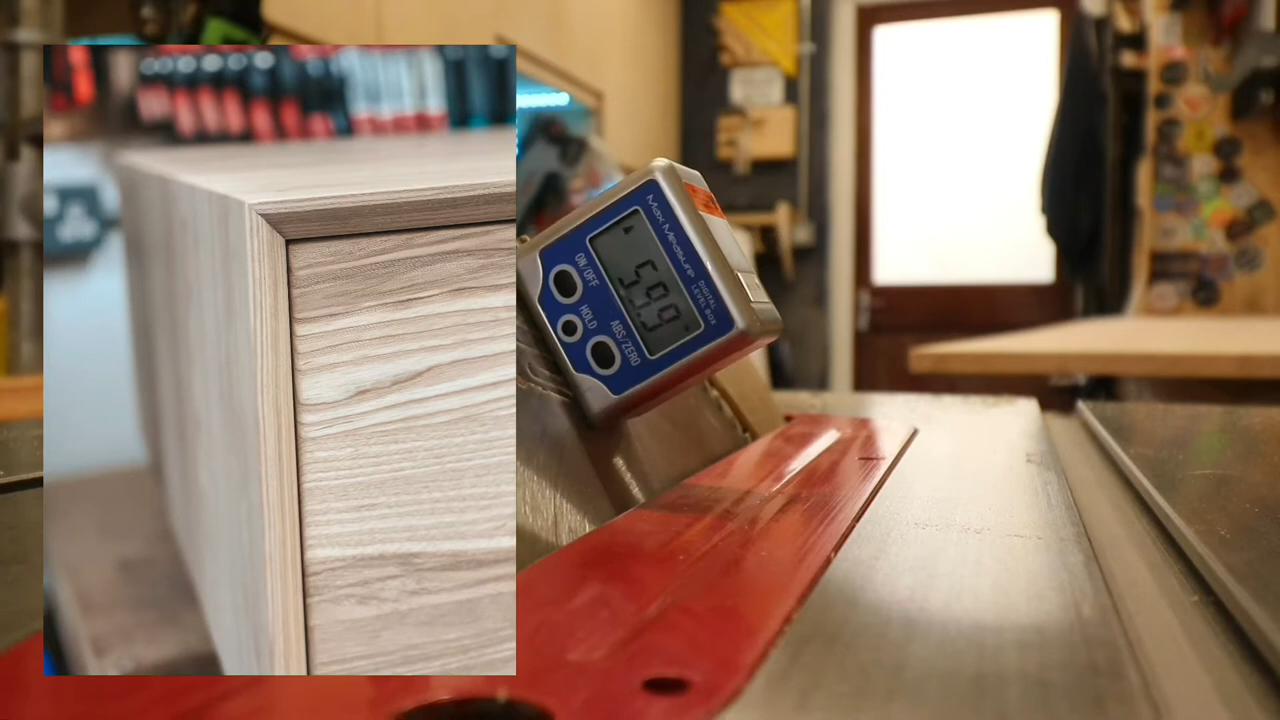 Max Measure
DIGITAL
LEVEL BOX
59.9
ON/OFF
HOLD
ABS/ZERO